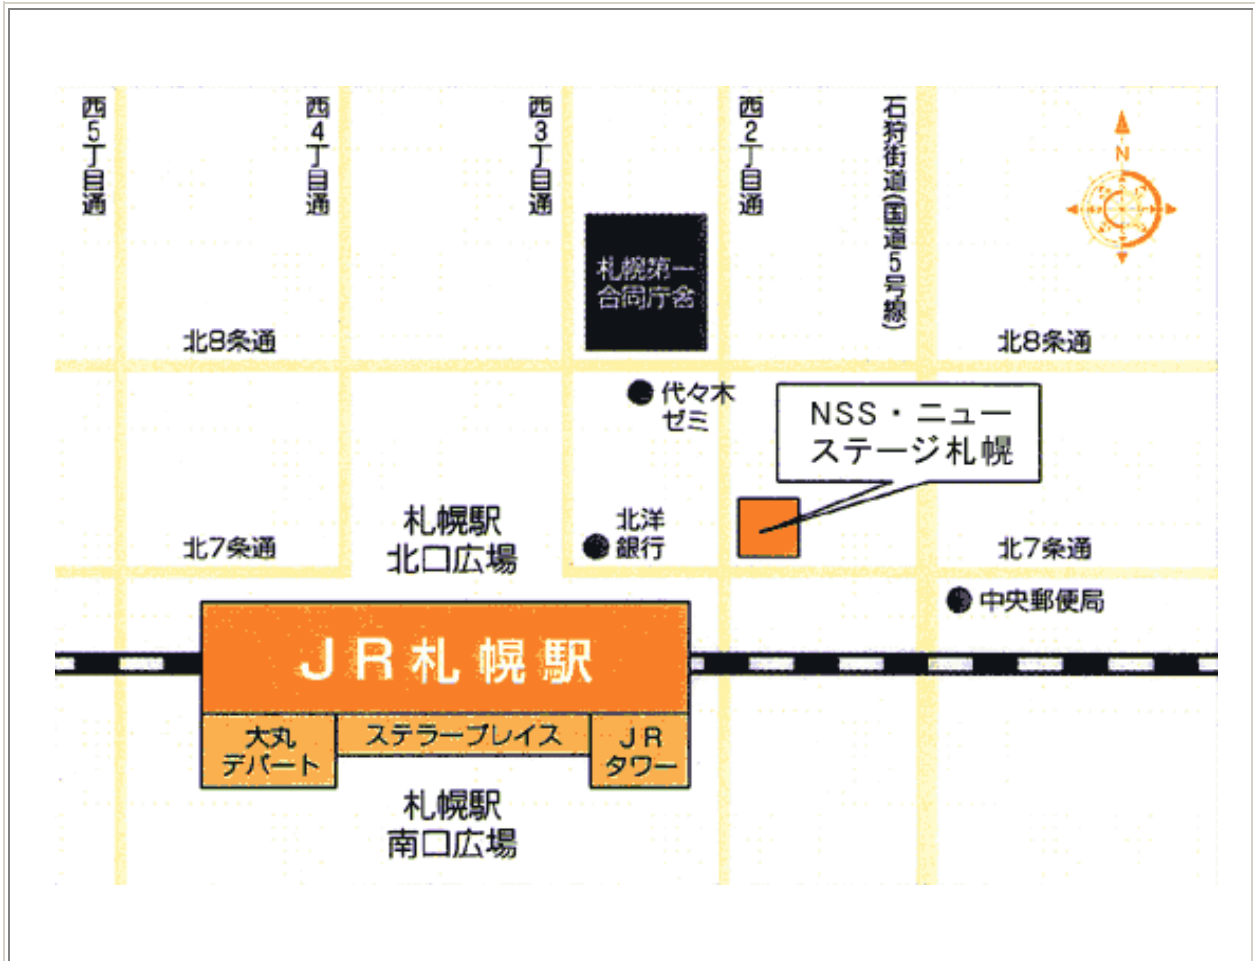 西5丁目通
西4丁目通
西3丁目通
西2丁目通
石狩街道(国道5号線)
N
札幌第一
合同庁舎
北8条通
北8条通
代々木
ゼミ
NSS・ニュー
ステージ札幌
札幌駅
北口広場
北洋
銀行
北7条通
北7条通
中央郵便局
JR札幌駅
大丸
デパート
ステラープレイス
JR
タワー
札幌駅
南口広場